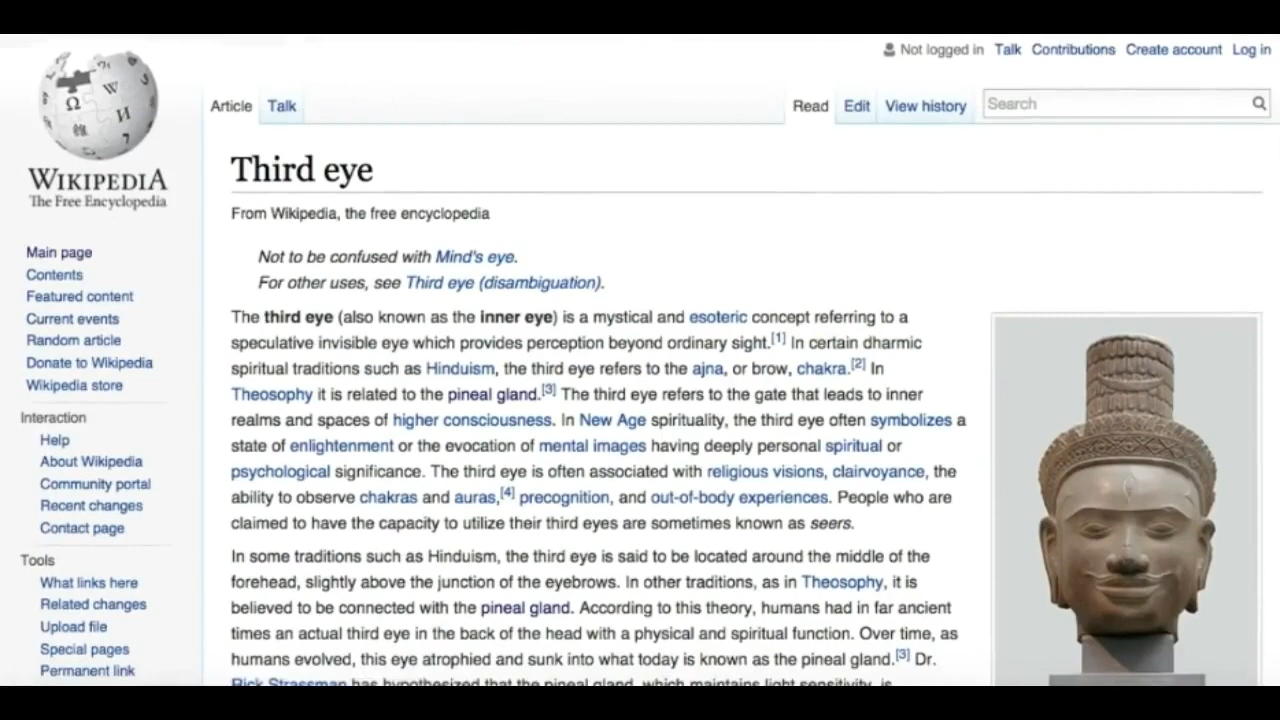 Not logged in Talk Contributions Create account Log in
Article Talk Read Edit View history Search
WIKIPEDIA
The Free Encyclopedia
Main page
Contents
Featured content
Current events
Random article
Donate to Wikipedia
Wikipedia store
Interaction
Help
About Wikipedia
Community portal
Recent changes
Contact page
Tools
What links here
Related changes
Upload file
Special pages
Permanent link
Third eye
From Wikipedia, the free encyclopedia
Not to be confused with Mind's eye.
For other uses, see Third eye (disambiguation).
The third eye (also known as the inner eye) is a mystical and esoteric concept referring to a
speculative invisible eye which provides perception beyond ordinary sight.[1] In certain dharmic
spiritual traditions such as Hinduism, the third eye refers to the ajna, or brow, chakra.[2] In
Theosophy it is related to the pineal gland.[3] The third eye refers to the gate that leads to inner
realms and spaces of higher consciousness. In New Age spirituality, the third eye often symbolizes a
state of enlightenment or the evocation of mental images having deeply personal spiritual or
psychological significance. The third eye is often associated with religious visions, clairvoyance, the
ability to observe chakras and auras,[4] precognition, and out-of-body experiences. People who are
claimed to have the capacity to utilize their third eyes are sometimes known as seers.
In some traditions such as Hinduism, the third eye is said to be located around the middle of the
forehead, slightly above the junction of the eyebrows. In other traditions, as in Theosophy, it is
believed to be connected with the pineal gland. According to this theory, humans had in far ancient
times an actual third eye in the back of the head with a physical and spiritual function. Over time, as
humans evolved, this eye atrophied and sunk into what today is known as the pineal gland.[3] Dr.
Rick Strassman has hypothesized that the pineal gland, which maintains light sensitivity, is